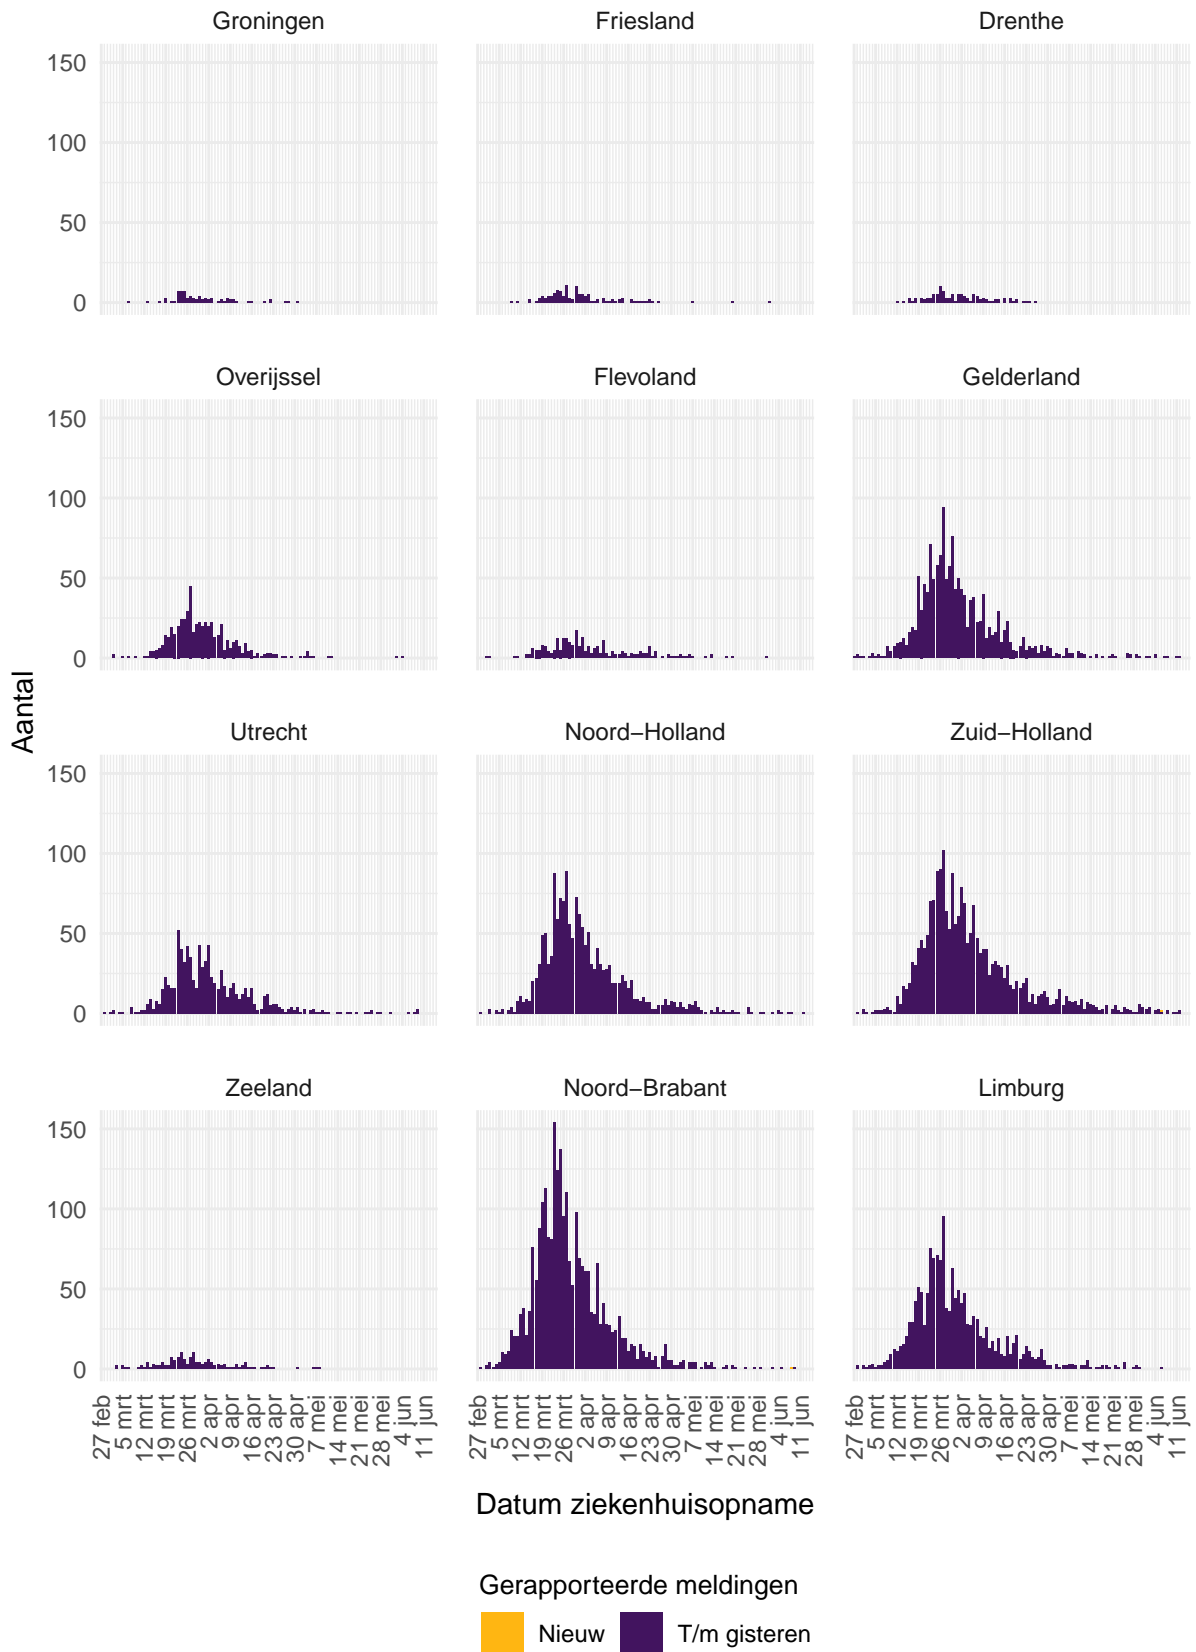 Groningen
Friesland
Drenthe
150
100
50
0
Overijssel
Flevoland
Gelderland
150
100
50
0
Aantal
Utrecht
Noord−Holland
Zuid−Holland
150
100
50
0
Zeeland
Noord−Brabant
Limburg
150
100
50
0
27 feb
5 mrt
12 mrt
19 mrt
26 mrt
2 apr
9 apr
16 apr
23 apr
30 apr
7 mei
14 mei
21 mei
28 mei
4 jun
11 jun
27 feb
5 mrt
12 mrt
19 mrt
26 mrt
2 apr
9 apr
16 apr
23 apr
30 apr
7 mei
14 mei
21 mei
28 mei
4 jun
11 jun
27 feb
5 mrt
12 mrt
19 mrt
26 mrt
2 apr
9 apr
16 apr
23 apr
30 apr
7 mei
14 mei
21 mei
28 mei
4 jun
11 jun
Datum ziekenhuisopname
Gerapporteerde meldingen
Nieuw
T/m gisteren